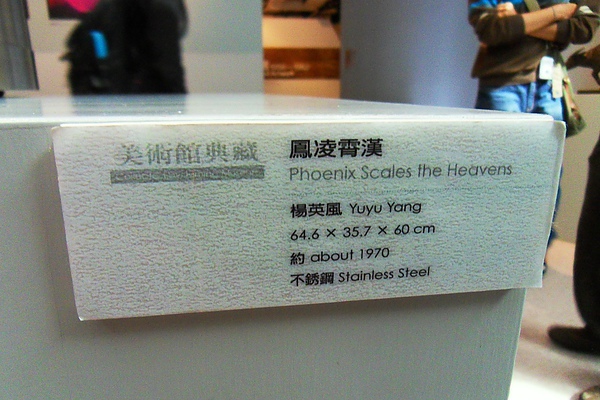 美術館典藏
鳳凌霄漢
Phoenix Scales the Heavens
楊英風 Yuyu Yang
64.6 × 35.7 × 60 cm
約 about 1970
不銹鋼 Stainless Steel